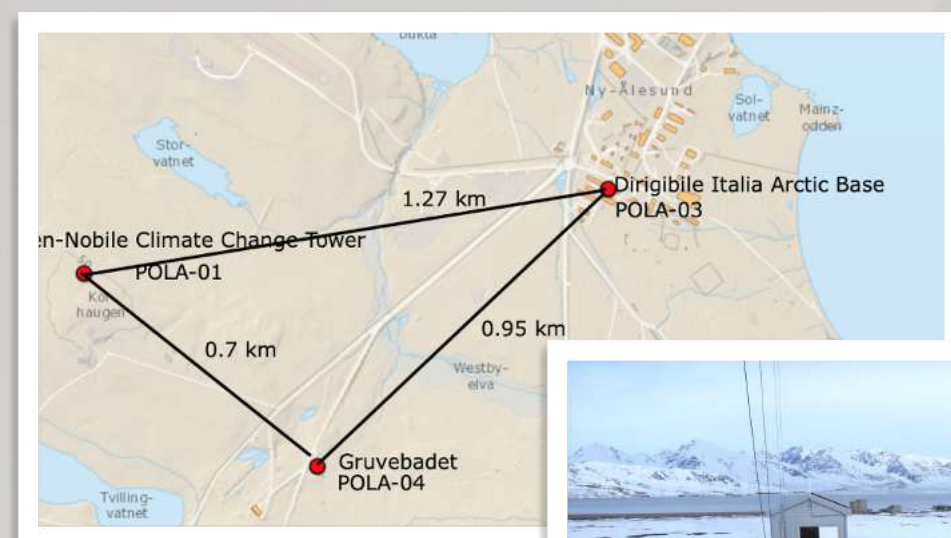 Ny-Ålesund
Sol-
vatnet
Mainz-
odden
Stor-
vatnet
Dirigibile Italia Arctic Base
POLA-03
1.27 km
en-Nobile Climate Change Tower
POLA-01
haugen
0.95 km
0.7 km
Westby-
elva
Gruvebadet
POLA-04
Tvilling-
vatnet